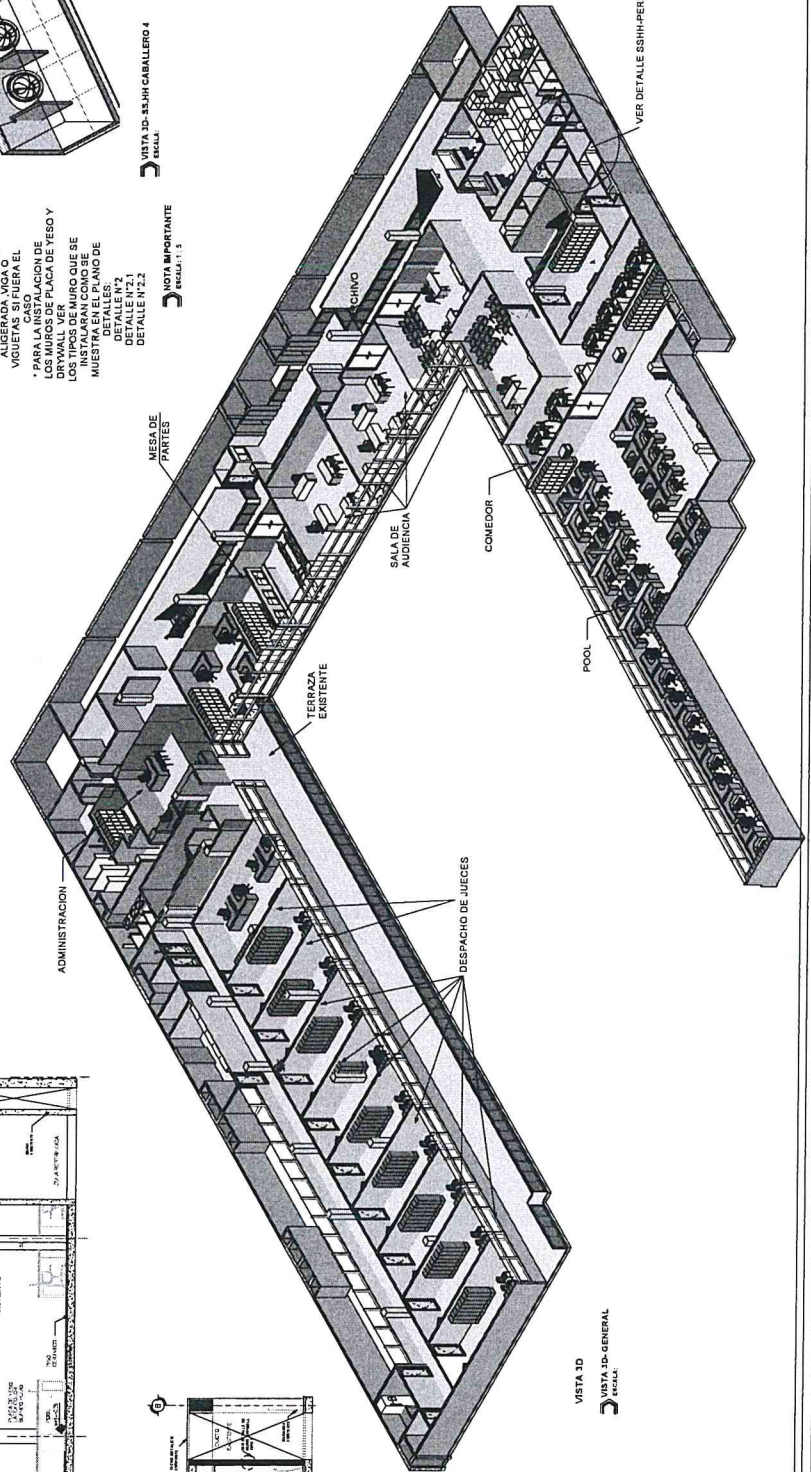 ALIGERADA ,VIGA O
VIGUETAS SI FUERA EL
CASO
* PARA LA INSTALACION DE
LOS MUROS DE PLACA DE YESO Y
DRYWALL VER
LOS TIPOS DE MURO QUE SE
INSTALARAN COMO SE
MUESTRA EN EL PLANO DE
DETALLES:
DETALLE N°2
DETALLE N°2.1
DETALLE N°2.2
NOTA IMPORTANTE
ESCALA: 1 : 5
VISTA 3D- SS.HH CABALLERO 4
ESCALA:
ADMINISTRACION
MESA DE
PARTES
CHIVO
TERRAZA
EXISTENTE
SALA DE
AUDIENCIA
COMEDOR
POOL
DESPACHO DE JUECES
VER DETALLE SSHH-PER
DUCTO
EXISTENTE
B
VISTA 3D
VISTA 3D- GENERAL
ESCALA: